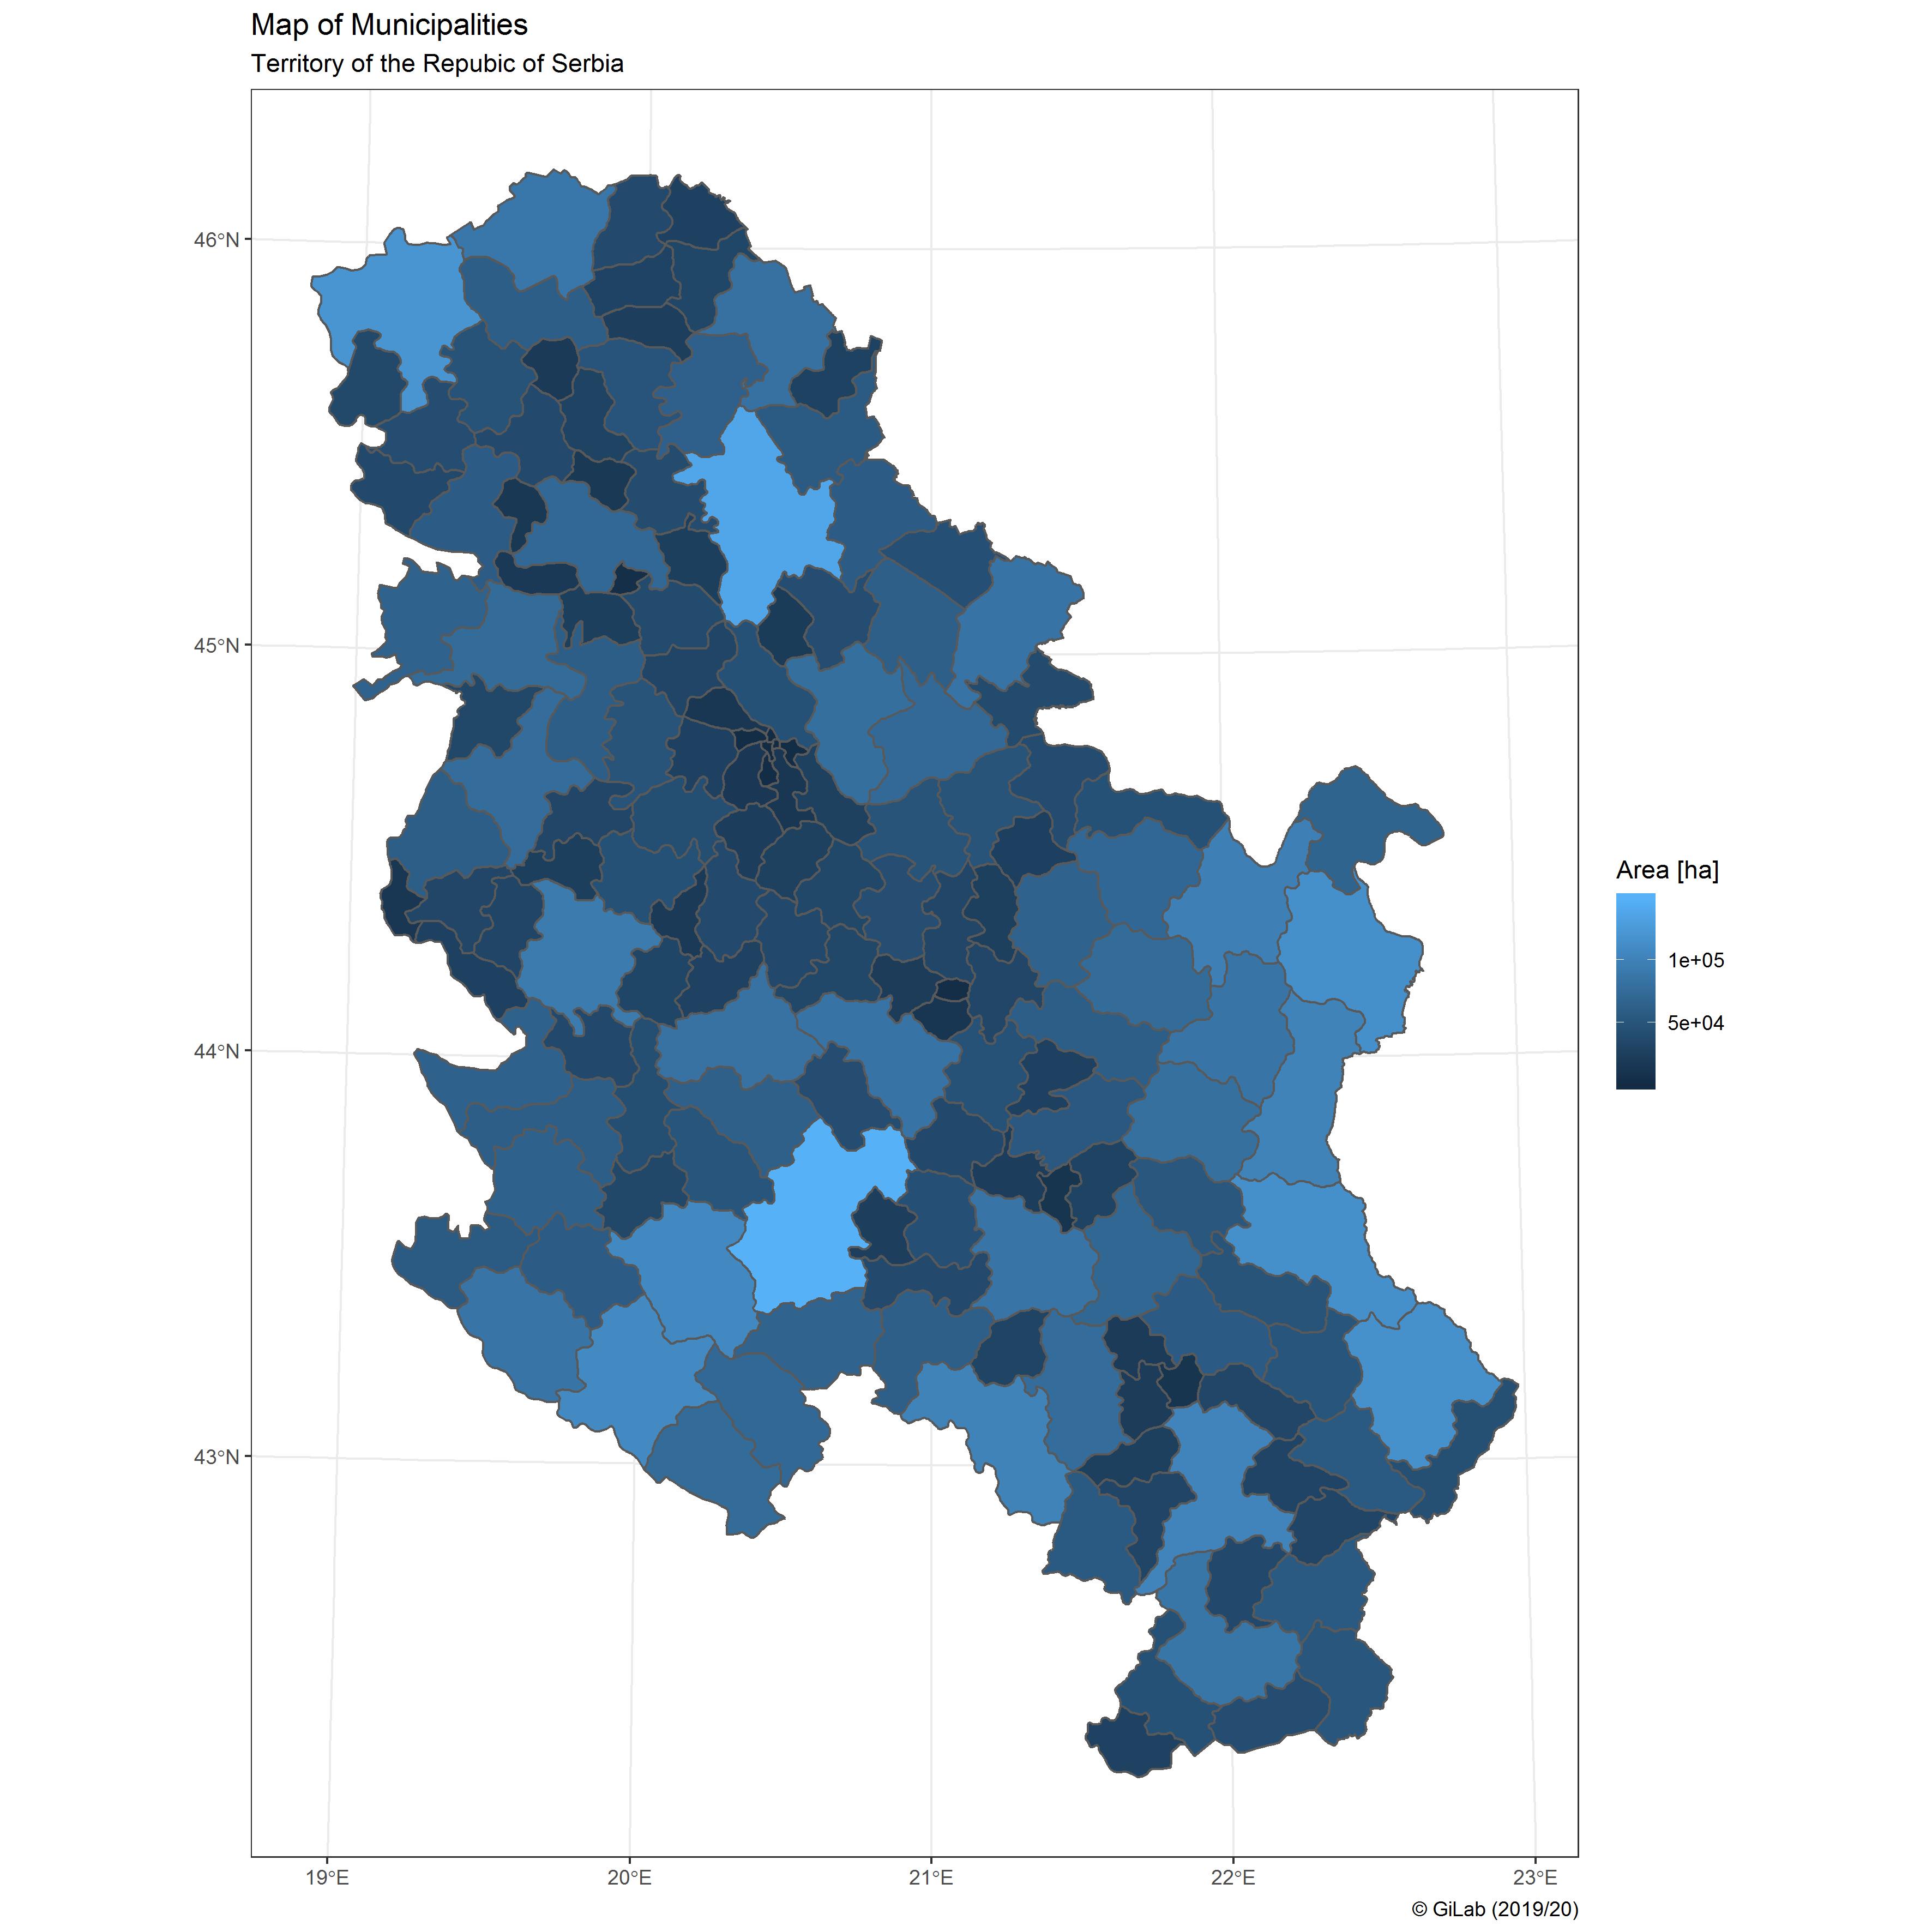 Map of Municipalities
Territory of the Repubic of Serbia
46°N
45°N
44°N
43°N
19°E
20°E
21°E
22°E
23°E
Area [ha]
1e+05
5e+04
© GiLab (2019/20)